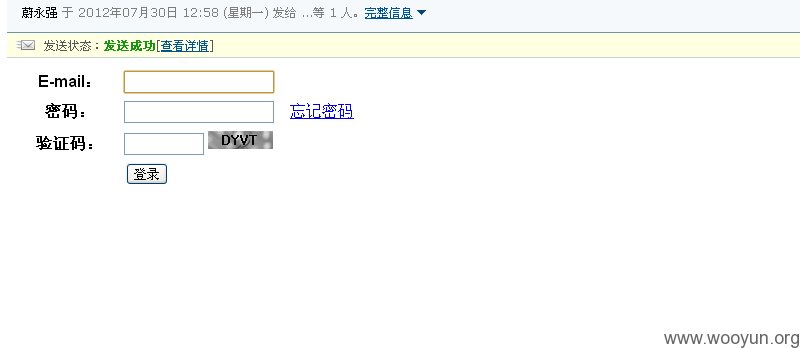 蔚永强 于 2012年07月30日 12:58 (星期一) 发给 ...等 1 人。完整信息
发送状态：发送成功[查看详情]
E-mail：
密码： 忘记密码
验证码： DYVT
登录
www.wooyun.org